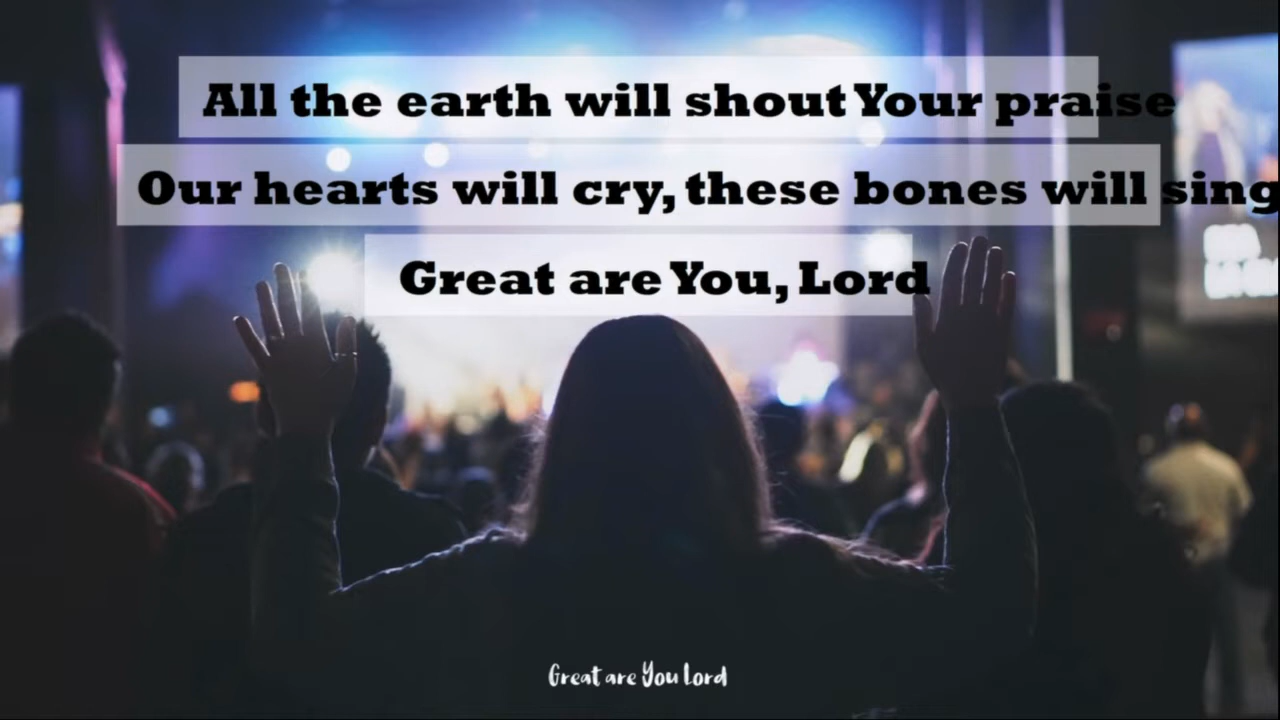 All the earth will shout Your praise
Our hearts will cry, these bones will sing
Great are You, Lord
Great are You Lord